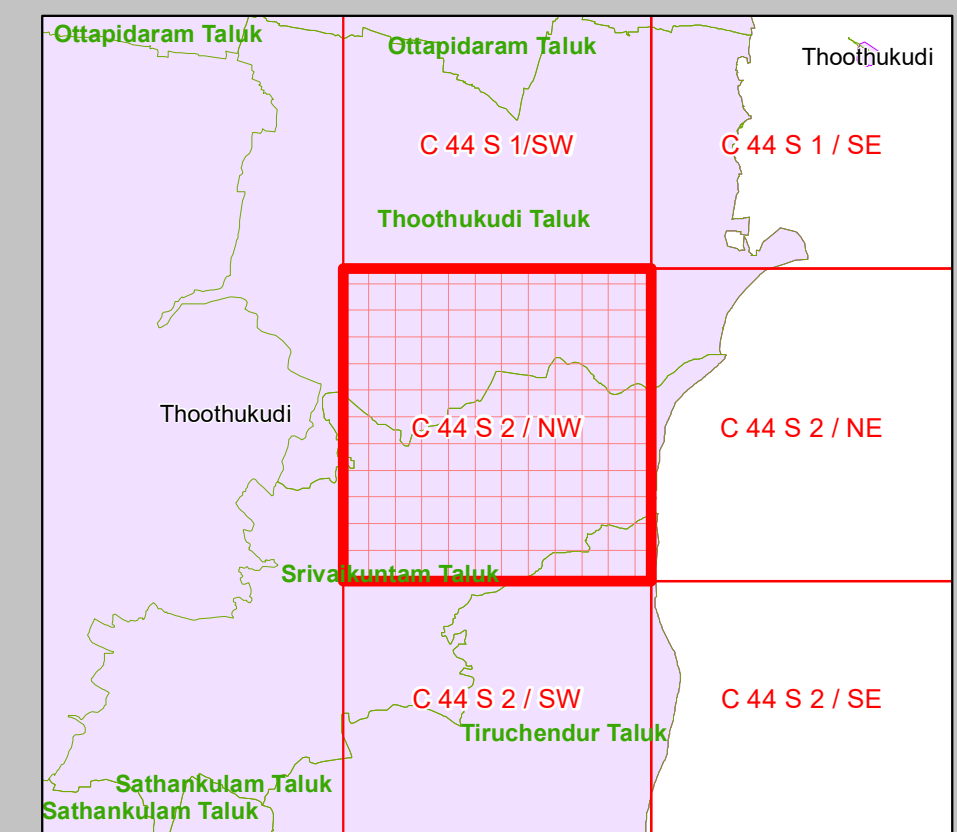 Ottapidaram Taluk
Ottapidaram Taluk
Thoothukudi
C 44 S 1/SW
C 44 S 1 / SE
Thoothukudi Taluk
Thoothukudi
C 44 S 2 / NW
C 44 S 2 / NE
Srivaikuntam Taluk
C 44 S 2 / SW
C 44 S 2 / SE
Tiruchendur Taluk
Sathankulam Taluk
Sathankulam Taluk